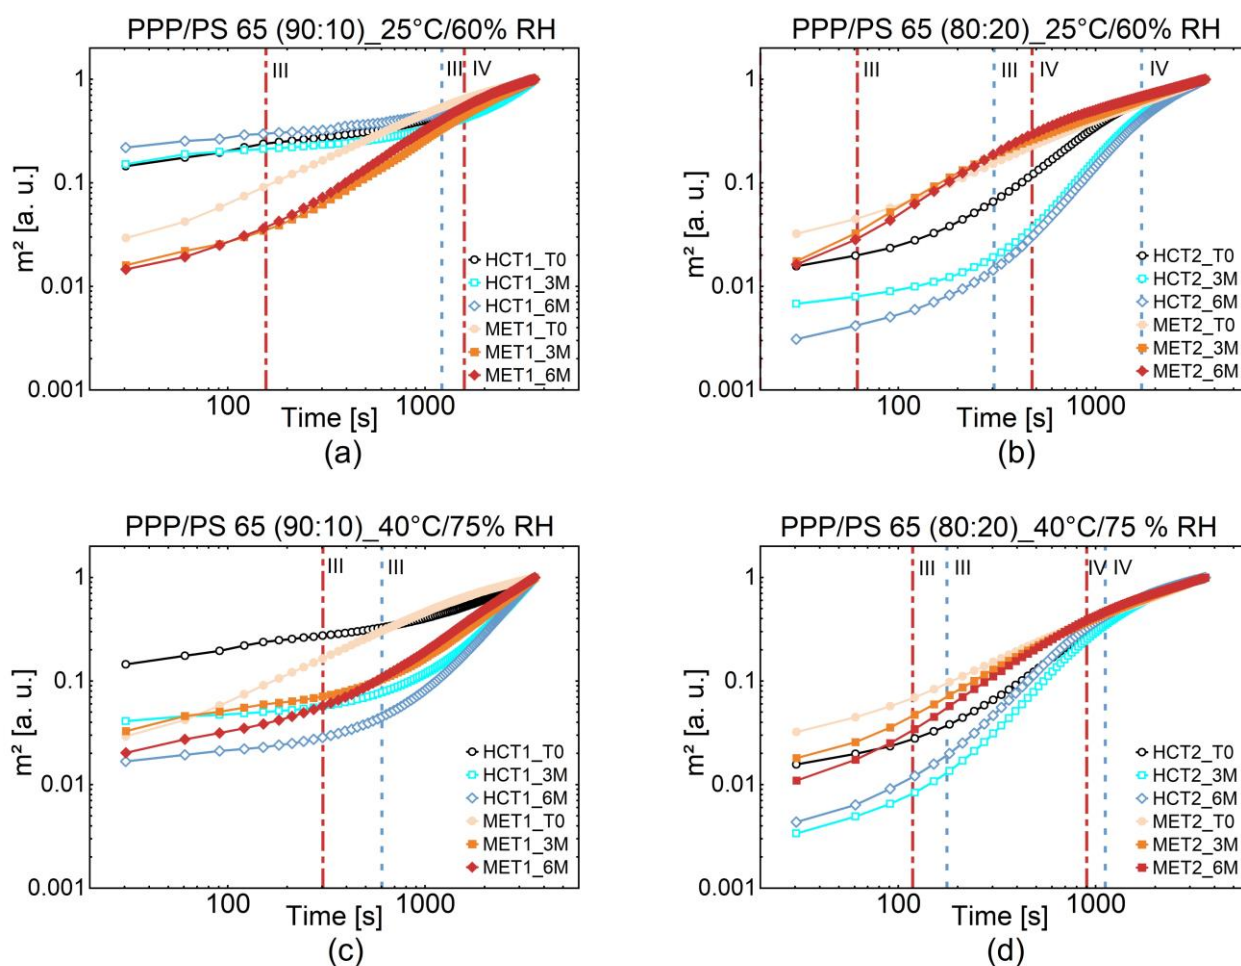 PPP/PS 65 (90:10)_25°C/60% RH
III
III
IV
1
0.1
0.01
0.001
m² [a. u.]
HCT1_T0
HCT1_3M
HCT1_6M
MET1_T0
MET1_3M
MET1_6M
100
1000
Time [s]
(a)
PPP/PS 65 (80:20)_25°C/60% RH
III
III
IV
IV
1
0.1
0.01
0.001
m² [a. u.]
HCT2_T0
HCT2_3M
HCT2_6M
MET2_T0
MET2_3M
MET2_6M
100
1000
Time [s]
(b)
PPP/PS 65 (90:10)_40°C/75% RH
III
III
1
0.1
0.01
0.001
m² [a. u.]
HCT1_T0
HCT1_3M
HCT1_6M
MET1_T0
MET1_3M
MET1_6M
100
1000
Time [s]
(c)
PPP/PS 65 (80:20)_40°C/75 % RH
III
III
IV
IV
1
0.1
0.01
0.001
m² [a. u.]
HCT2_T0
HCT2_3M
HCT2_6M
MET2_T0
MET2_3M
MET2_6M
100
1000
Time [s]
(d)